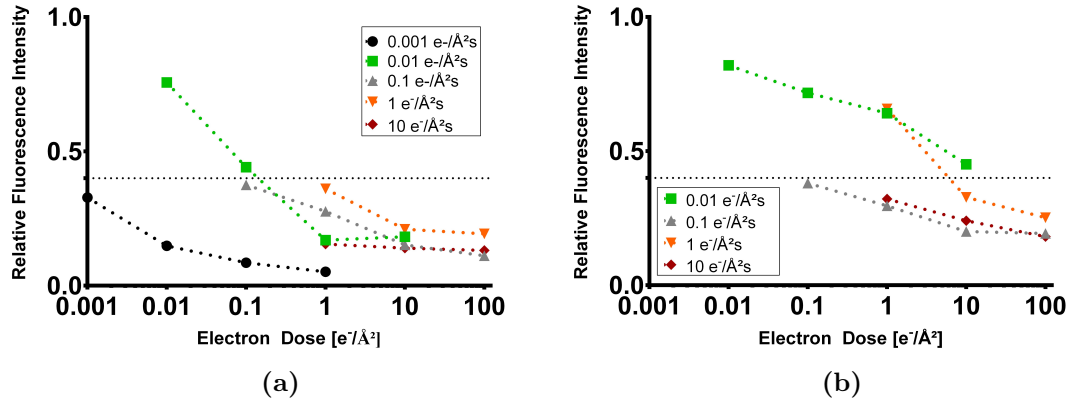 Relative Fluorescence Intensity
1.0
0.5
0.0
0.001 e-/Å²s
0.01 e-/Å²s
0.1 e-/Å²s
1 e⁻/Å²s
10 e⁻/Å²s
0.001 0.01 0.1 1 10 100
Electron Dose [e⁻/Å²]
(a)
Relative Fluorescence Intensity
1.0
0.5
0.0
0.01 e⁻/Å²s
0.1 e⁻/Å²s
1 e⁻/Å²s
10 e⁻/Å²s
0.001 0.01 0.1 1 10 100
Electron Dose [e⁻/Å²]
(b)